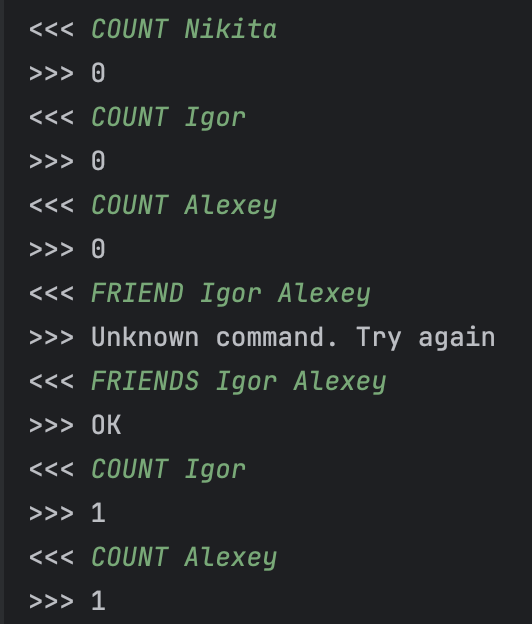 <<< COUNT Nikita
>>> 0
<<< COUNT Igor
>>> 0
<<< COUNT Alexey
>>> 0
<<< FRIEND Igor Alexey
>>> Unknown command. Try again
<<< FRIENDS Igor Alexey
>>> OK
<<< COUNT Igor
>>> 1
<<< COUNT Alexey
>>> 1